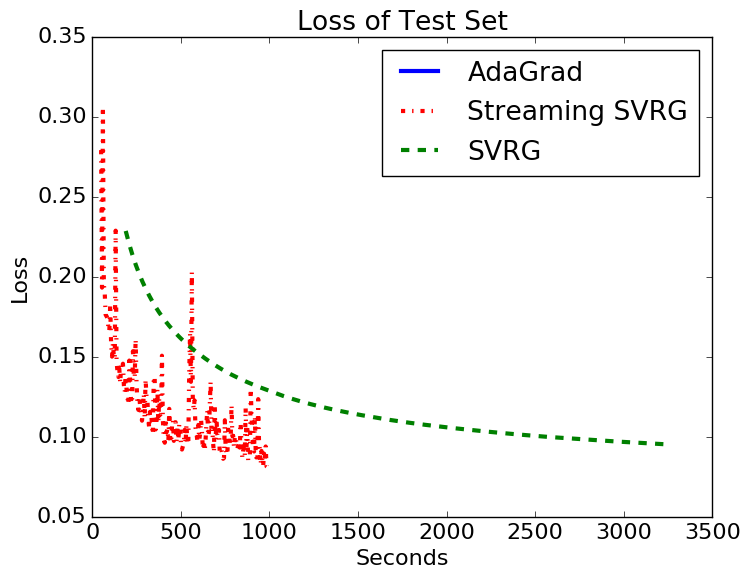 Loss of Test Set
AdaGrad
Streaming SVRG
SVRG
Loss
0.35
0.30
0.25
0.20
0.15
0.10
0.05
0 500 1000 1500 2000 2500 3000 3500
Seconds